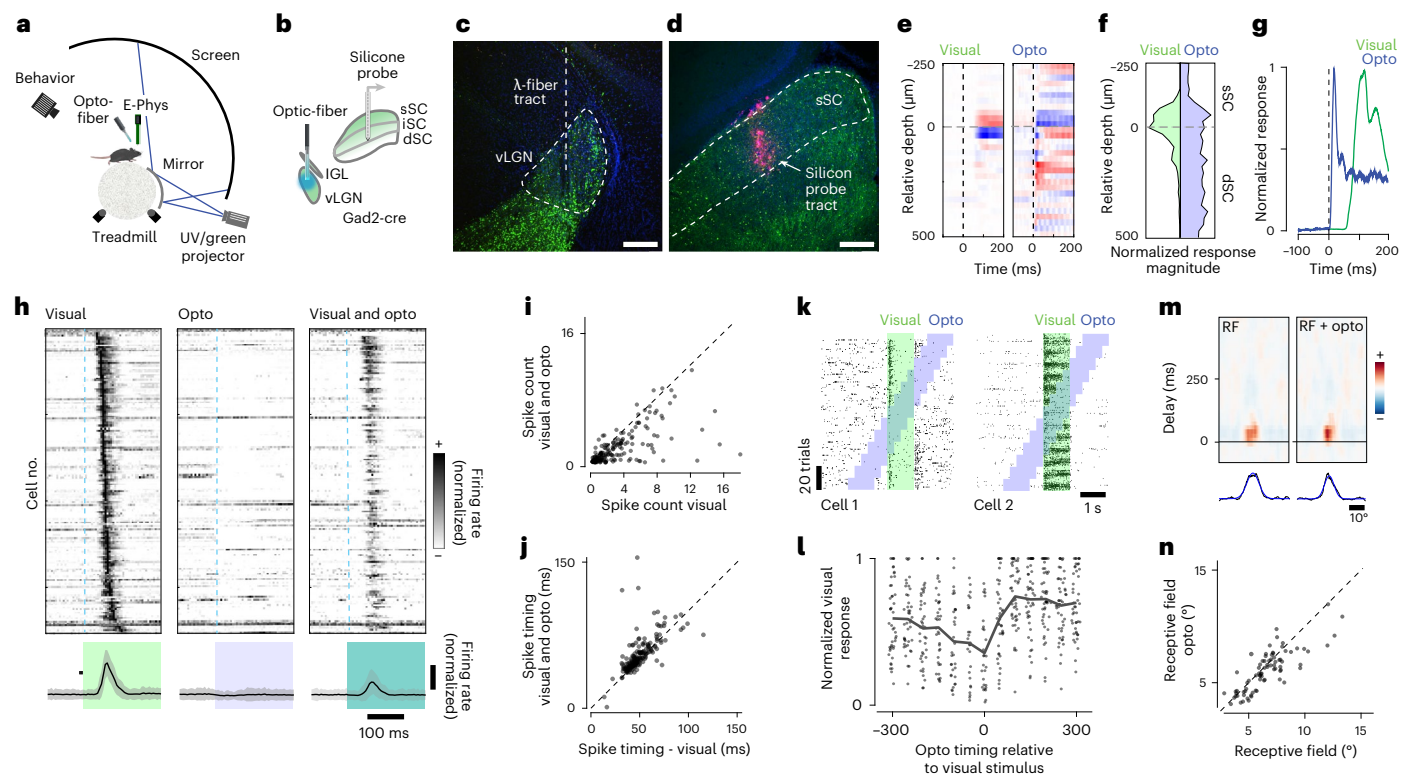 a
Screen
Behavior
Opto-
fiber
E-Phys
Mirror
Treadmill
UV/green
projector
b
Silicone
probe
Optic-fiber
sSC
iSC
dSC
IGL
vLGN
Gad2-cre
c
λ-fiber
tract
vLGN
d
sSC
Silicon
probe
tract
e
Visual Opto
Relative depth (µm)
−250
0
500
0 200 0 200
Time (ms)
f
Visual Opto
Relative depth (µm)
−250
0
500
sSC
dSC
Normalized response
magnitude
g
Visual
Opto
Normalized response
1
0
−100 0 100 200
Time (ms)
h
Visual
Opto
Visual and opto
Cell no.
+
−
Firing rate
(normalized)
Firing rate
(normalized)
100 ms
i
Spike count
visual and opto
16
0
0 4 8 12 16
Spike count visual
j
Spike timing
visual and opto (ms)
150
0
0 50 100 150
Spike timing - visual (ms)
k
Visual Opto
Visual Opto
20 trials
Cell 1
Cell 2
1 s
l
Normalized visual
response
1
0
−300 0 300
Opto timing relative
to visual stimulus
m
RF
RF + opto
Delay (ms)
250
0
+
−
10°
n
Receptive field
opto (°)
15
5
5 10 15
Receptive field (°)